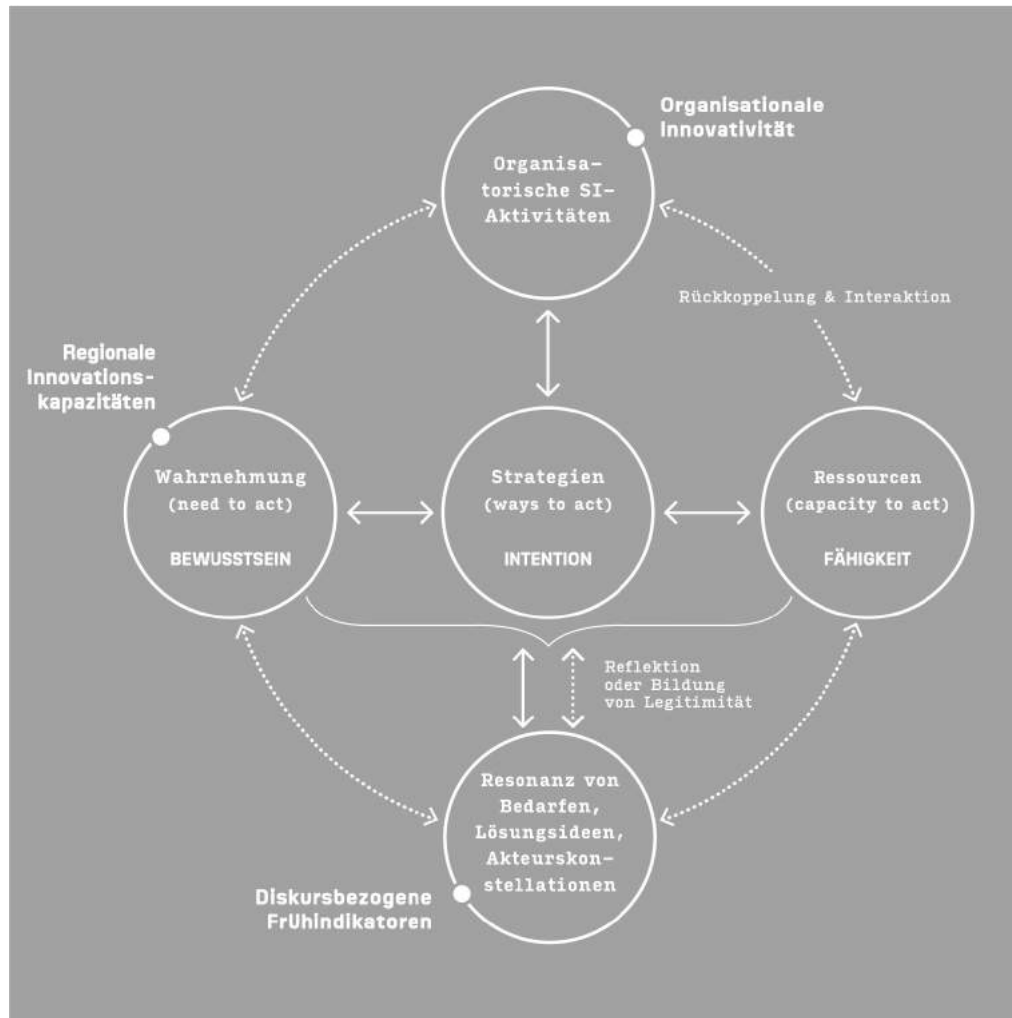 Organisationale
Innovativität
Organisa-
torische SI-
Aktivitäten
Rückkoppelung & Interaktion
Regionale
Innovations-
kapazitäten
Wahrnehmung
(need to act)
BEWUSSTSEIN
Strategien
(ways to act)
INTENTION
Ressourcen
(capacity to act)
FÄHIGKEIT
Reflektion
oder Bildung
von Legitimität
Resonanz von
Bedarfen,
Lösungsideen,
Akteurskon-
stellationen
Diskursbezogene
Frühindikatoren